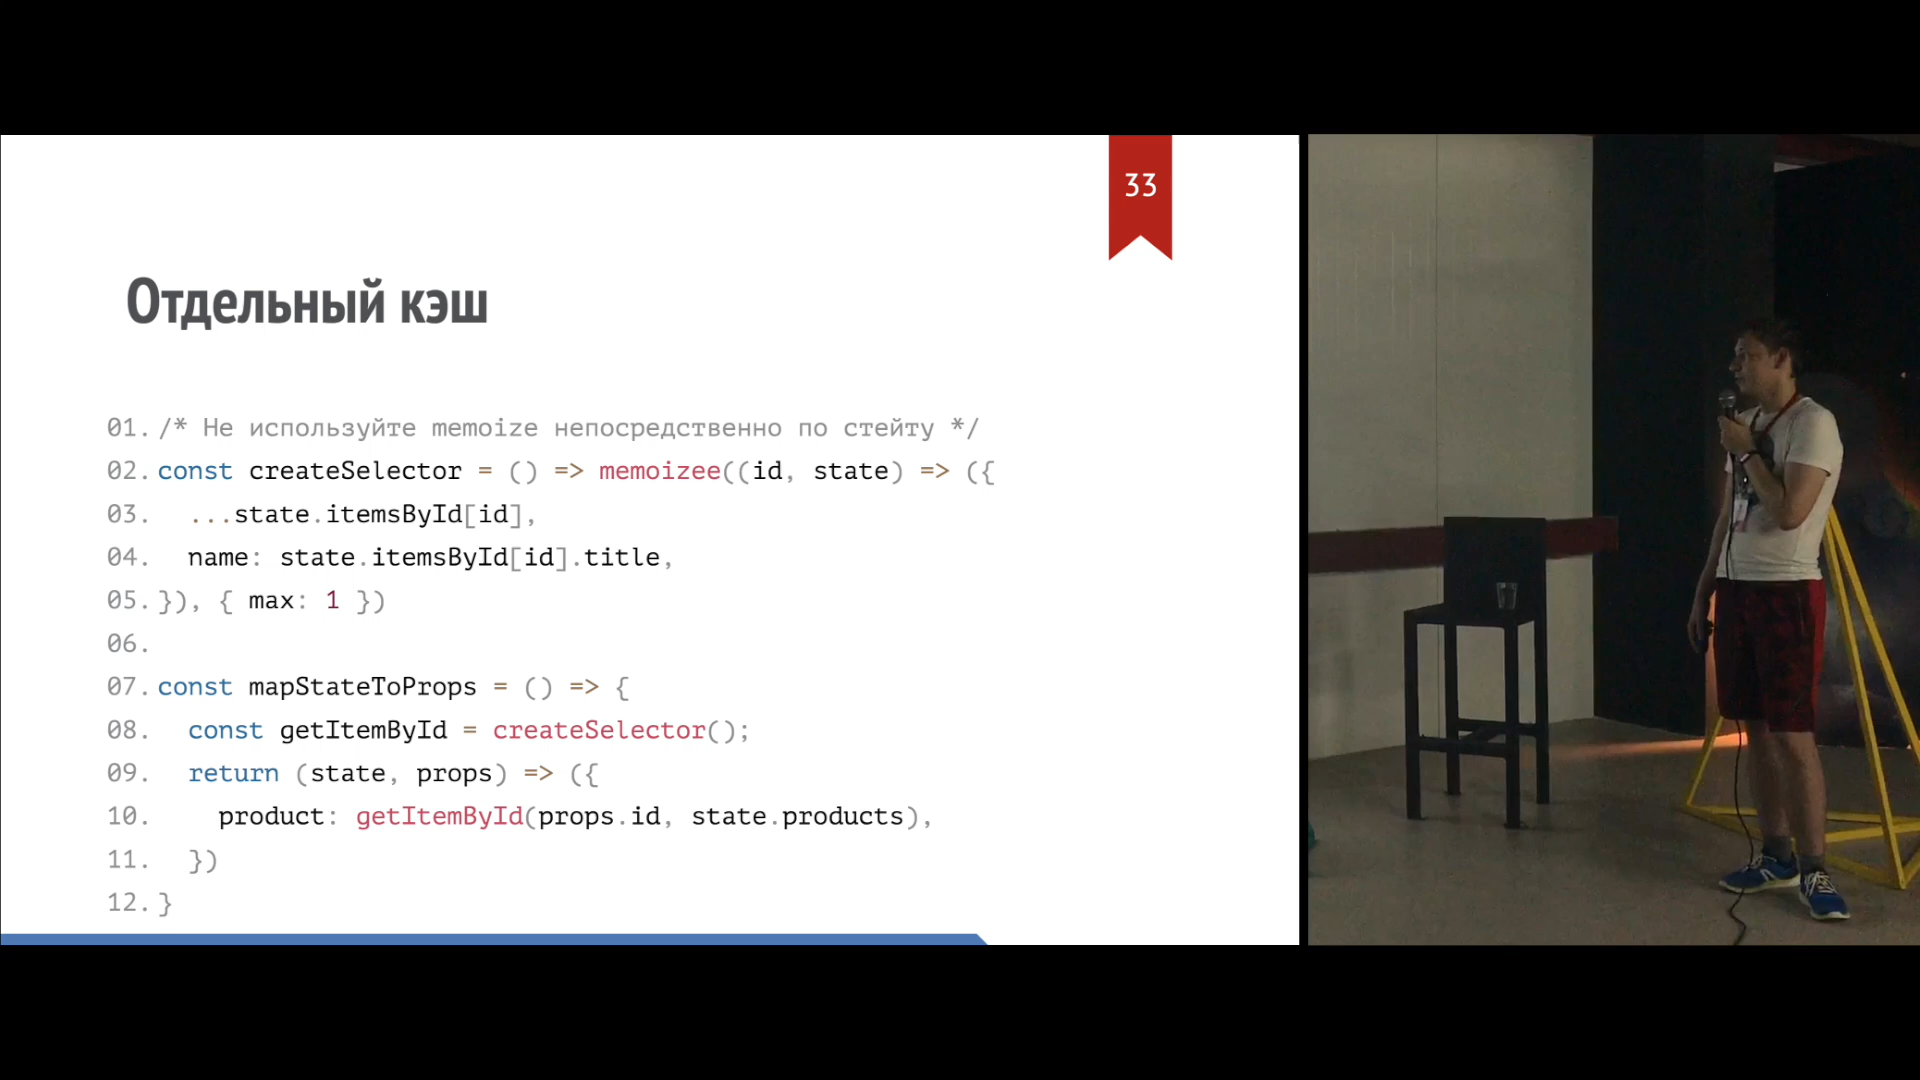 33
Отдельный кэш
01. /* Не используйте memoize непосредственно по стейту */
02. const createSelector = () => memoizee((id, state) => ({
03. ...state.itemsById[id],
04. name: state.itemsById[id].title,
05. }), { max: 1 })
06.
07. const mapStateToProps = () => {
08. const getItemById = createSelector();
09. return (state, props) => ({
10. product: getItemById(props.id, state.products),
11. })
12. }